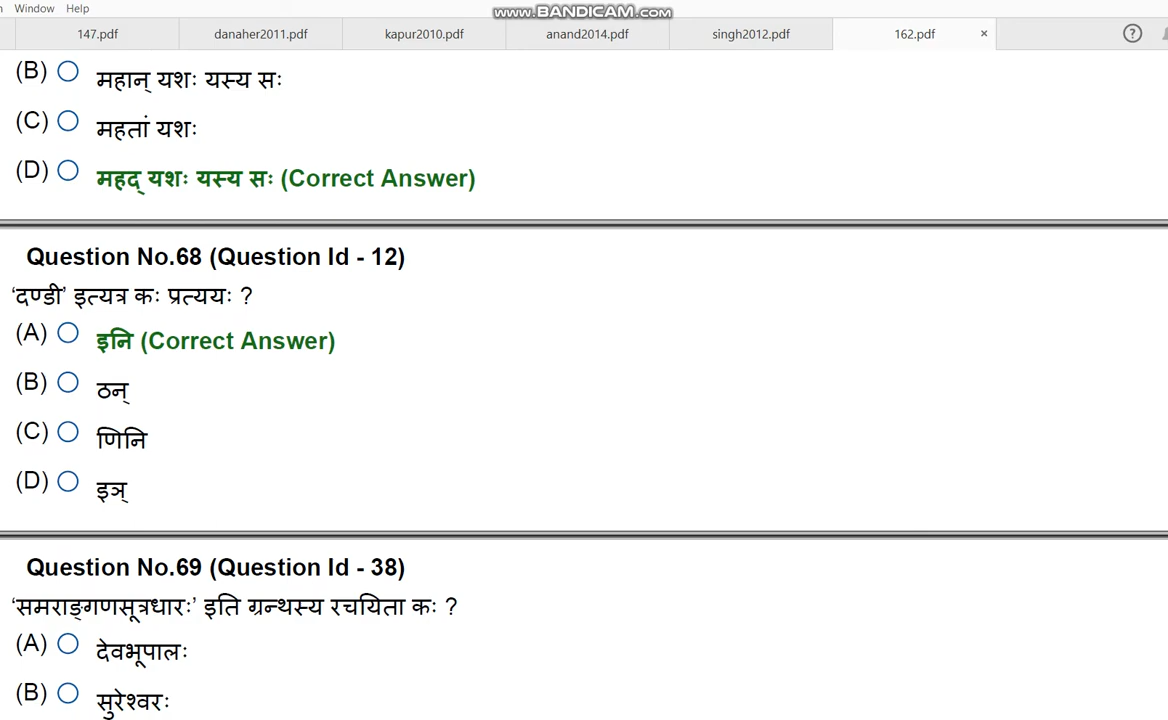 Window Help
www.BANDICAM.com
147.pdf danaher2011.pdf kapur2010.pdf anand2014.pdf singh2012.pdf 162.pdf × ?
(B) महान् यशः यस्य सः
(C) महतां यशः
(D) महद् यशः यस्य सः (Correct Answer)
Question No.68 (Question Id - 12)
‘दण्डी’ इत्यत्र कः प्रत्ययः ?
(A) इनि (Correct Answer)
(B) ठन्
(C) णिनि
(D) इञ्
Question No.69 (Question Id - 38)
‘समराङ्गणसूत्रधारः’ इति ग्रन्थस्य रचयिता कः ?
(A) देवभूपालः
(B) सुरेश्वरः